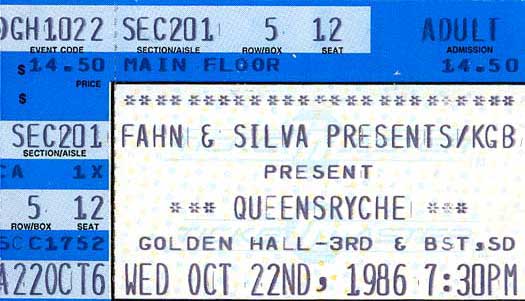 DGH1022 SEC201 5 12 ADULT
EVENT CODE SECTION/AISLE ROW/BOX SEAT ADMISSION
$ 14.50 MAIN FLOOR 14.50
PRICE
$
************************
SEC201 FAHN & SILVA PRESENTS/KGB
SECTION/AISLE
CA 1X PRESENT
5 12 *** QUEENSRYCHE ***
ROW/BOX SEAT
SCC1752 GOLDEN HALL-3RD & BST,SD
A22OCT6 WED OCT 22ND, 1986 7:30PM